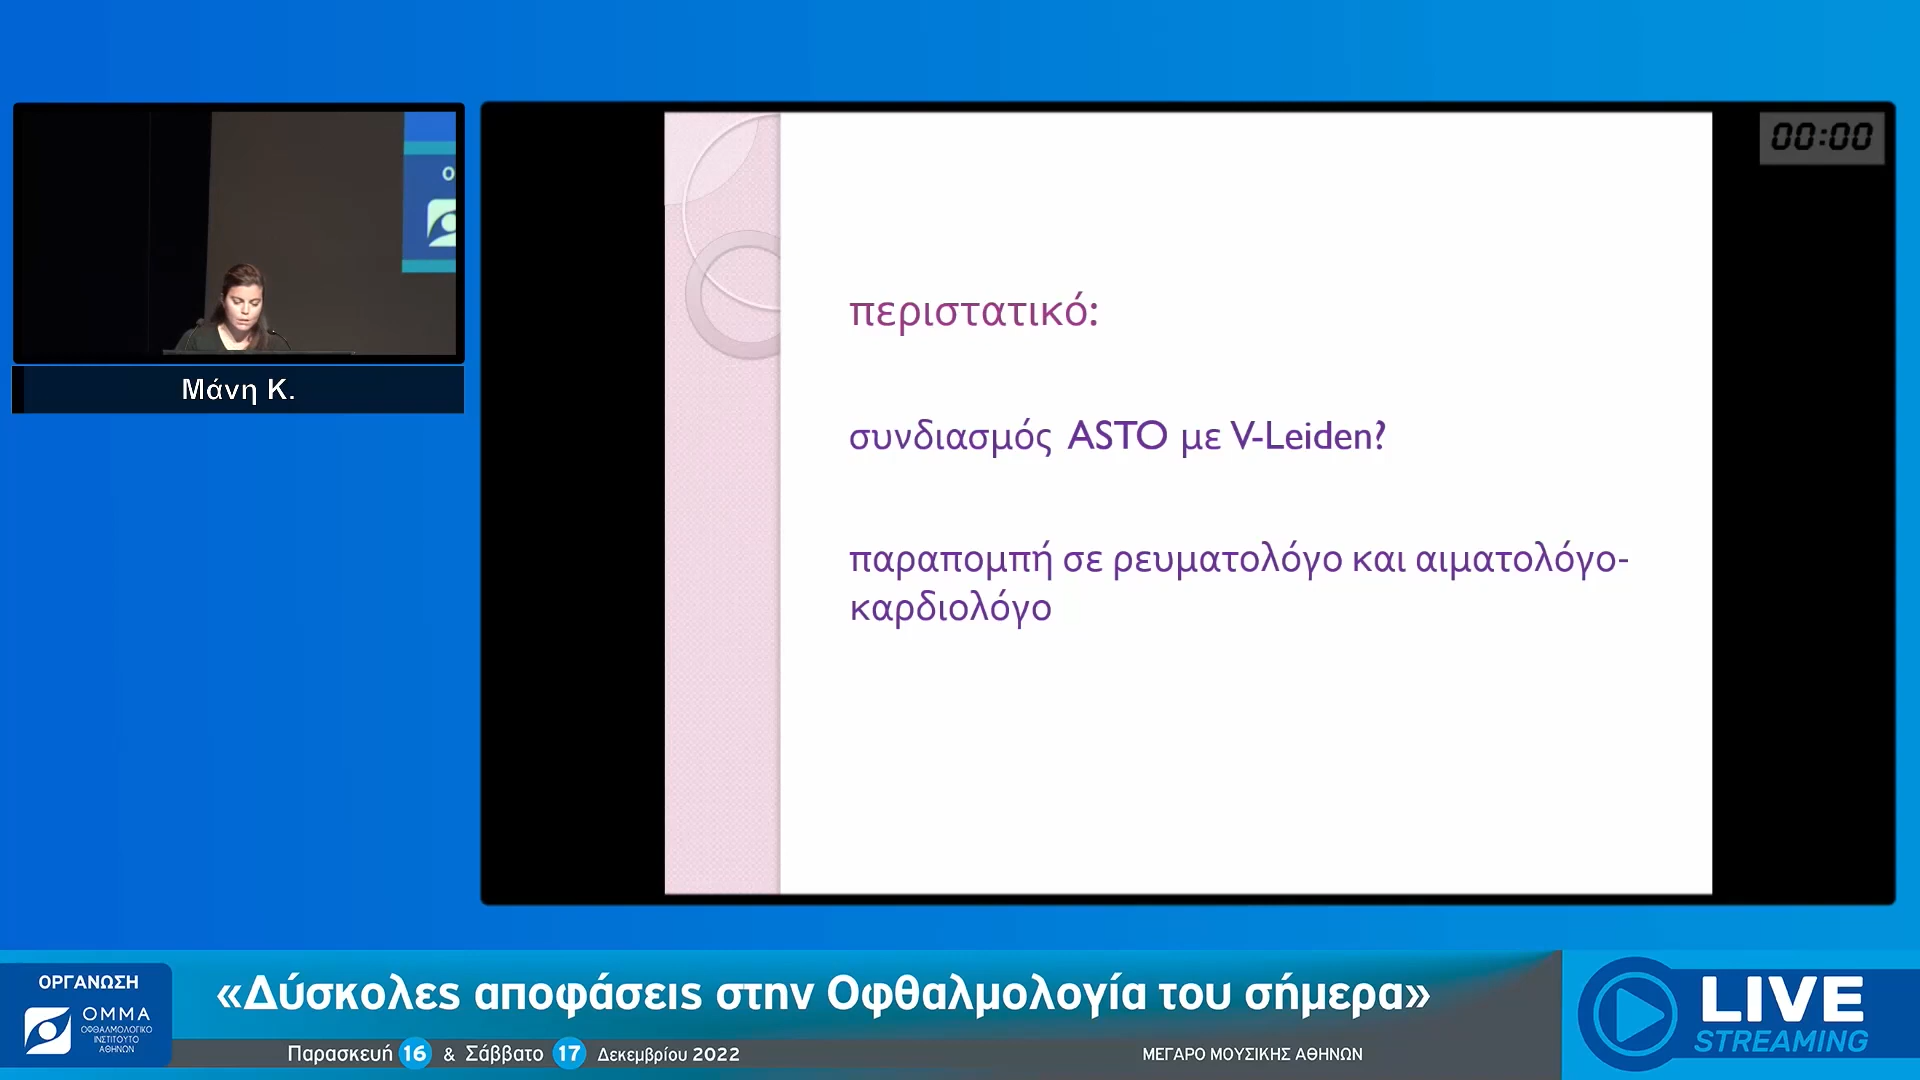 Ο
Μάνη Κ.
00:00
περιστατικό:
συνδιασμός ASTO με V-Leiden?
παραπομπή σε ρευματολόγο και αιματολόγο-
καρδιολόγο
ΟΡΓΑΝΩΣΗ
ΟΜΜΑ
ΟΦΘΑΛΜΟΛΟΓΙΚΟ
ΙΝΣΤΙΤΟΥΤΟ
ΑΘΗΝΩΝ
«Δύσκολες αποφάσεις στην Οφθαλμολογία του σήμερα»
Παρασκευή 16 & Σάββατο 17 Δεκεμβρίου 2022
ΜΕΓΑΡΟ ΜΟΥΣΙΚΗΣ ΑΘΗΝΩΝ
LIVE
STREAMING